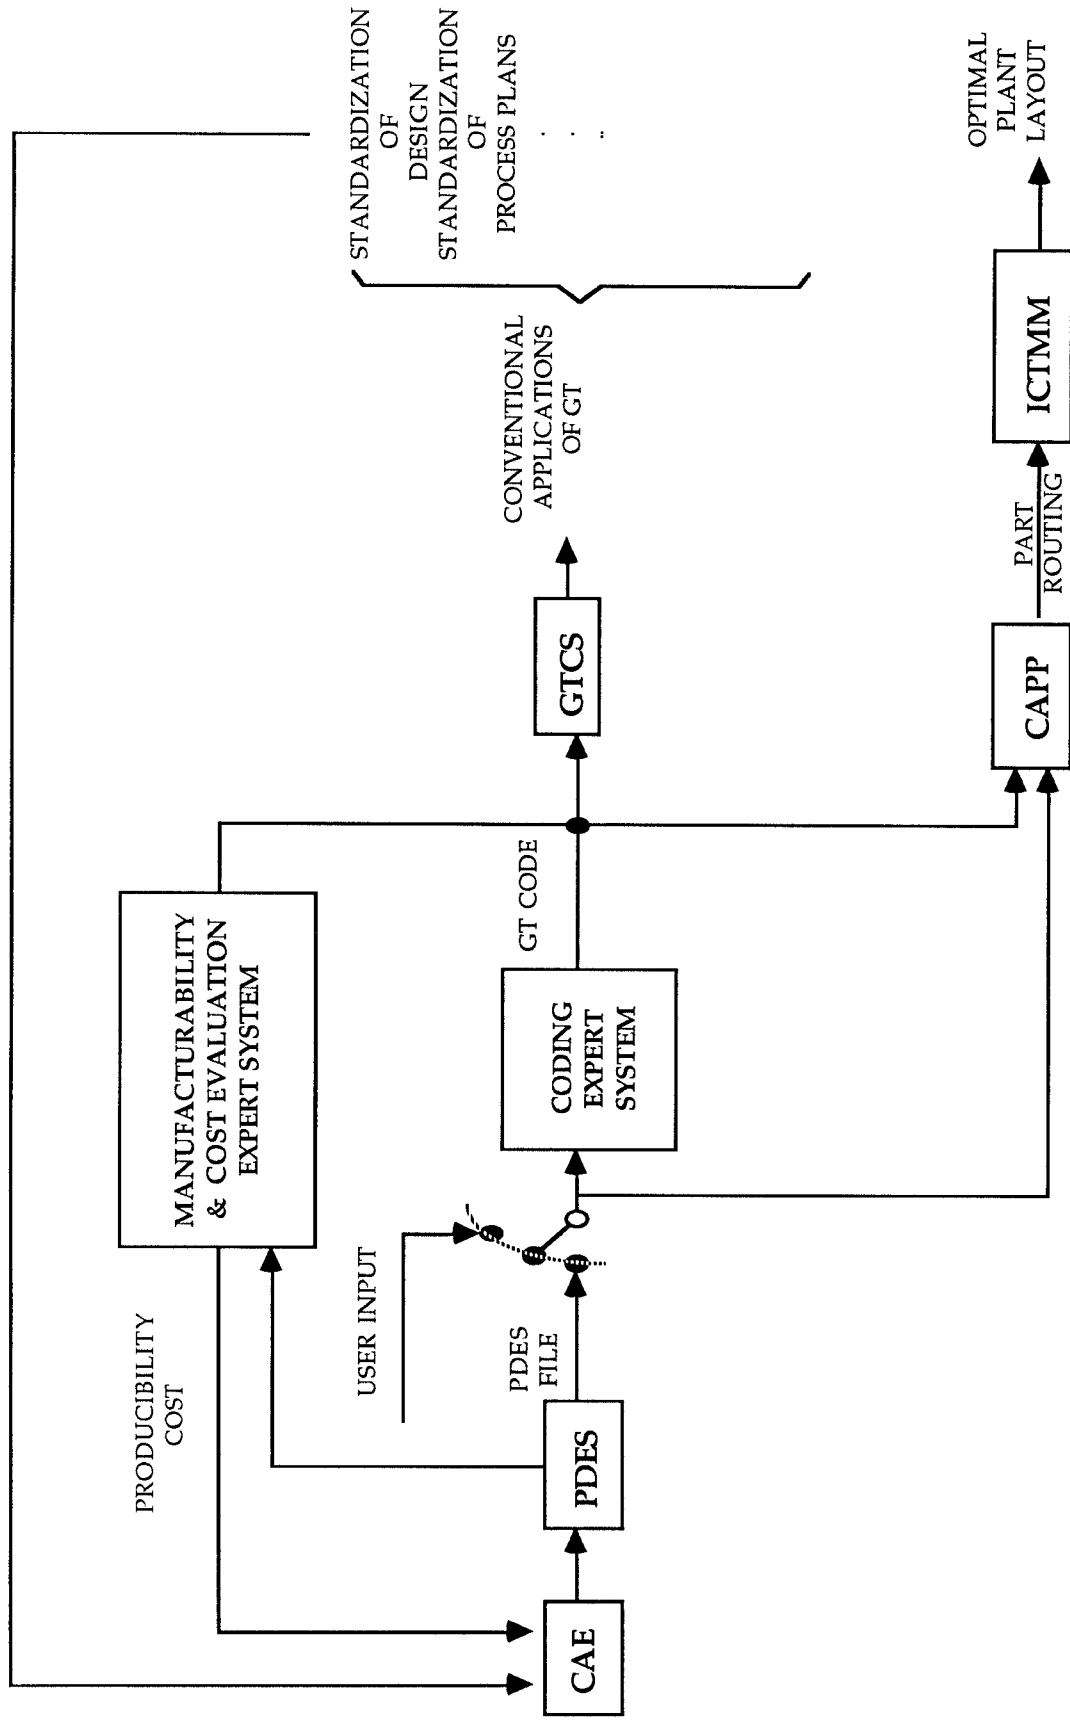 STANDARDIZATION
OF
DESIGN
STANDARDIZATION
OF
PROCESS PLANS
. . ..
MANUFACTURABILITY
& COST EVALUATION
EXPERT SYSTEM
PRODUCIBILITY
COST
USER INPUT
CAE
PDES
PDES
FILE
CODING
EXPERT
SYSTEM
GT CODE
GTCS
CONVENTIONAL
APPLICATIONS
OF GT
CAPP
PART
ROUTING
ICTMM
OPTIMAL
PLANT
LAYOUT